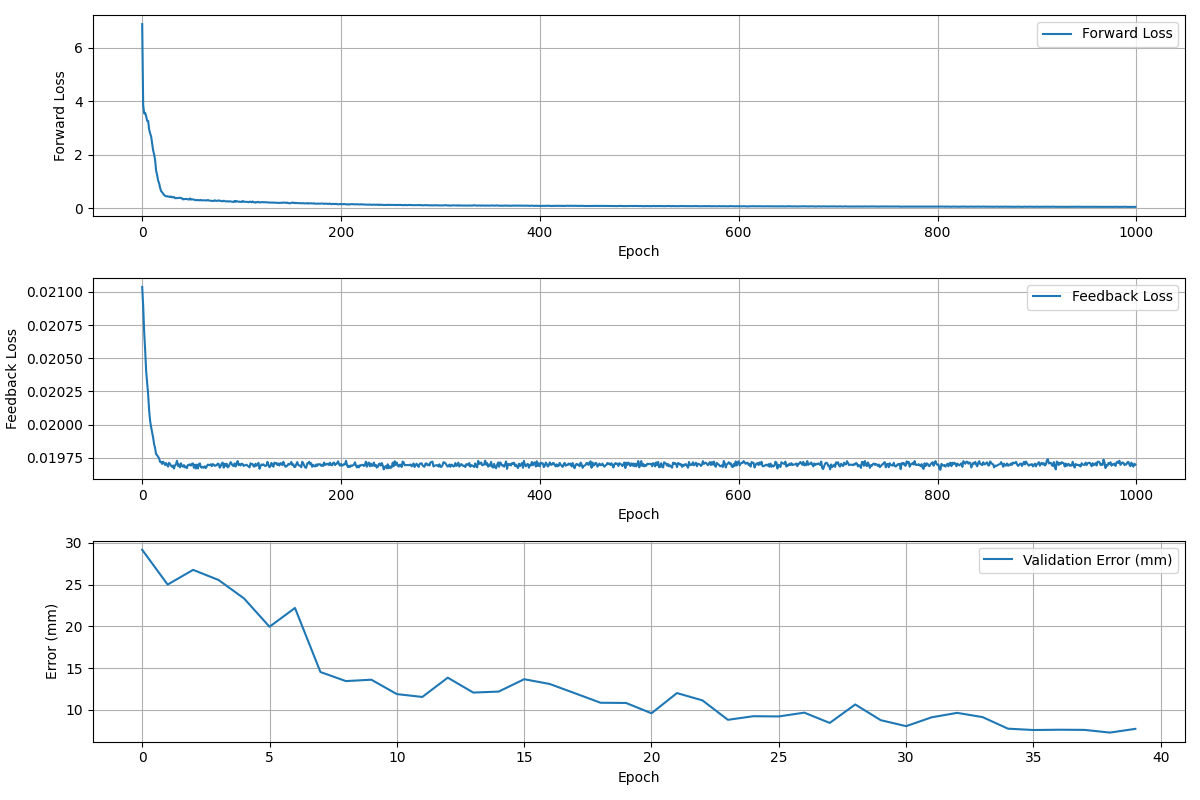 Forward Loss
6
4
2
0
Forward Loss
0 200 400 600 800 1000
Epoch
Feedback Loss
0.02100
0.02075
0.02050
0.02025
0.02000
0.01975
Feedback Loss
0 200 400 600 800 1000
Epoch
Validation Error (mm)
30
25
20
15
10
Error (mm)
0 5 10 15 20 25 30 35 40
Epoch